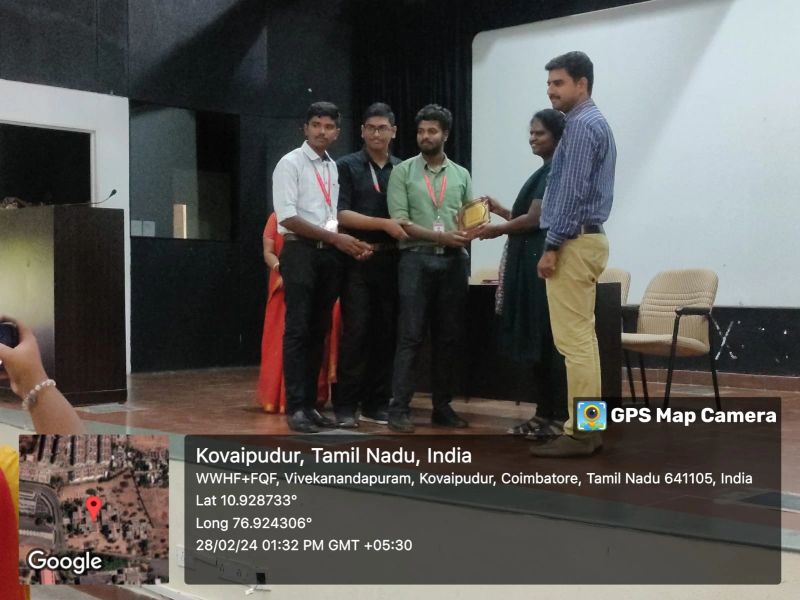 GPS Map Camera
Kovaipudur, Tamil Nadu, India
WWHF+FQF, Vivekanandapuram, Kovaipudur, Coimbatore, Tamil Nadu 641105, India
Lat 10.928733°
Long 76.924306°
28/02/24 01:32 PM GMT +05:30
Google